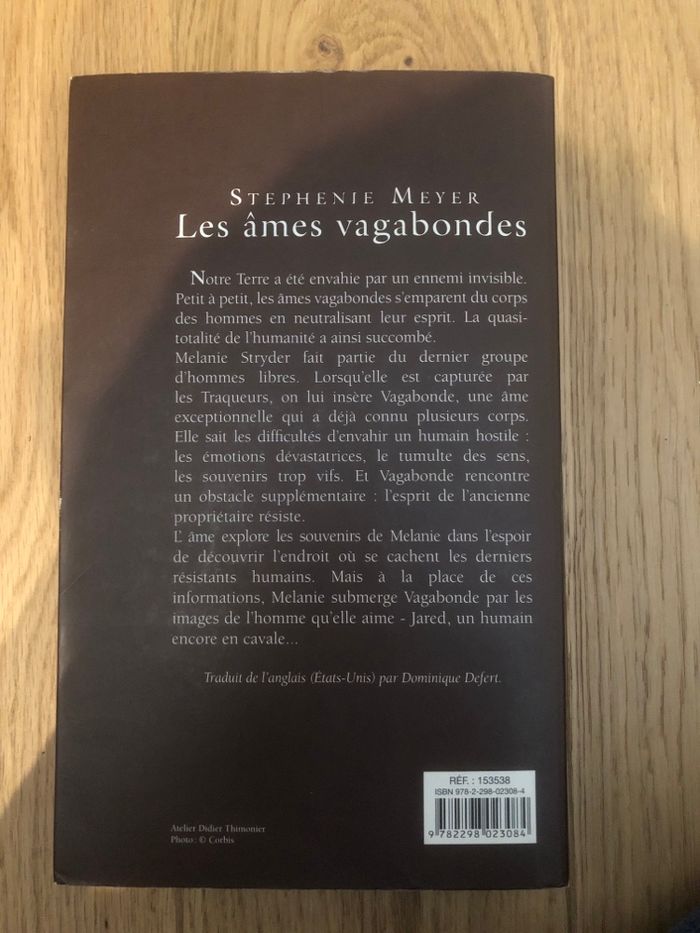 STEPHENIE MEYER
Les âmes vagabondes
Notre Terre a été envahie par un ennemi invisible.
Petit à petit, les âmes vagabondes s'emparent du corps
des hommes en neutralisant leur esprit. La quasi-
totalité de l'humanité a ainsi succombé.
Melanie Stryder fait partie du dernier groupe
d'hommes libres. Lorsqu'elle est capturée par
les Traqueurs, on lui insère Vagabonde, une âme
exceptionnelle qui a déjà connu plusieurs corps.
Elle sait les difficultés d'envahir un humain hostile :
les émotions dévastatrices, le tumulte des sens,
les souvenirs trop vifs. Et Vagabonde rencontre
un obstacle supplémentaire : l'esprit de l'ancienne
propriétaire résiste.
L' âme explore les souvenirs de Melanie dans l'espoir
de découvrir l'endroit où se cachent les derniers
résistants humains. Mais à la place de ces
informations, Melanie submerge Vagabonde par les
images de l'homme qu'elle aime - Jared, un humain
encore en cavale...
Traduit de l'anglais (États-Unis) par Dominique Defert.
RÉF. : 153538
ISBN 978-2-298-02308-4
9 782298 023084
Atelier Didier Thimonier
Photo : © Corbis